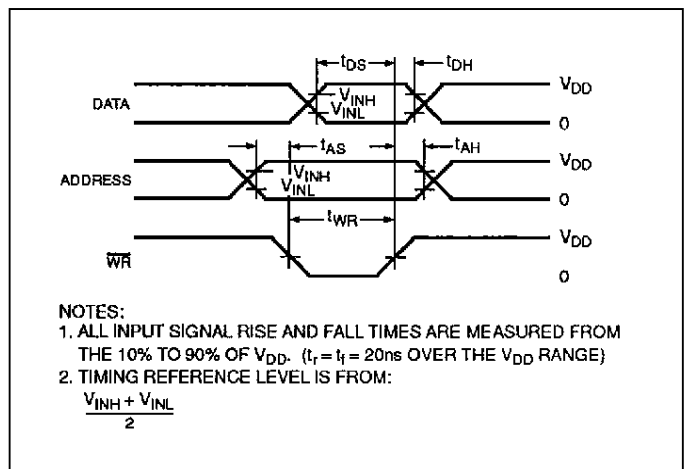 tDS
tDH
DATA
VINH
VINL
VDD
0
tAS
tAH
ADDRESS
VINH
VINL
VDD
0
tWR
WR
VDD
0
NOTES:
1. ALL INPUT SIGNAL RISE AND FALL TIMES ARE MEASURED FROM
THE 10% TO 90% OF VDD. (tr = tf = 20ns OVER THE VDD RANGE)
2. TIMING REFERENCE LEVEL IS FROM:
VINH + VINL
2